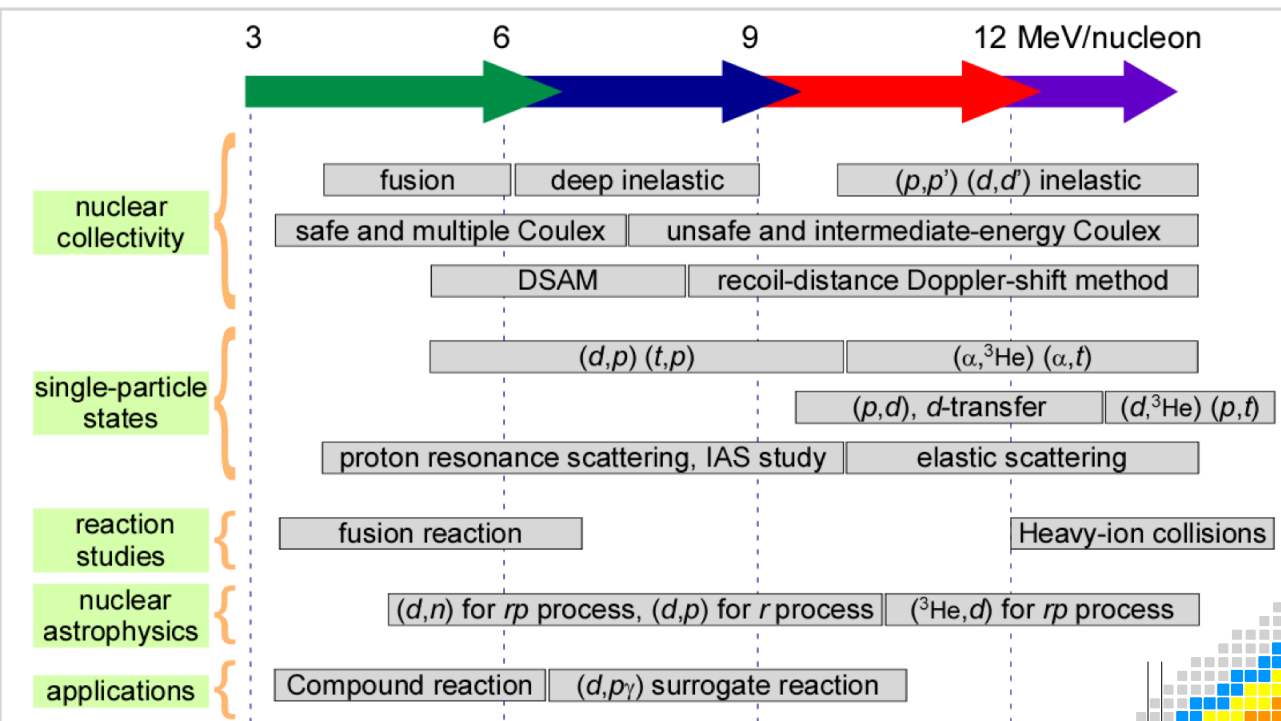 3 6 9 12 MeV/nucleon
fusion deep inelastic (p,p’) (d,d’) inelastic
nuclear
collectivity
safe and multiple Coulex unsafe and intermediate-energy Coulex
DSAM recoil-distance Doppler-shift method
(d,p) (t,p) (α,³He) (α,t)
single-particle
states
(p,d), d-transfer (d,³He) (p,t)
proton resonance scattering, IAS study elastic scattering
reaction
studies
fusion reaction Heavy-ion collisions
nuclear
astrophysics
(d,n) for rp process, (d,p) for r process (³He,d) for rp process
applications
Compound reaction (d,pγ) surrogate reaction